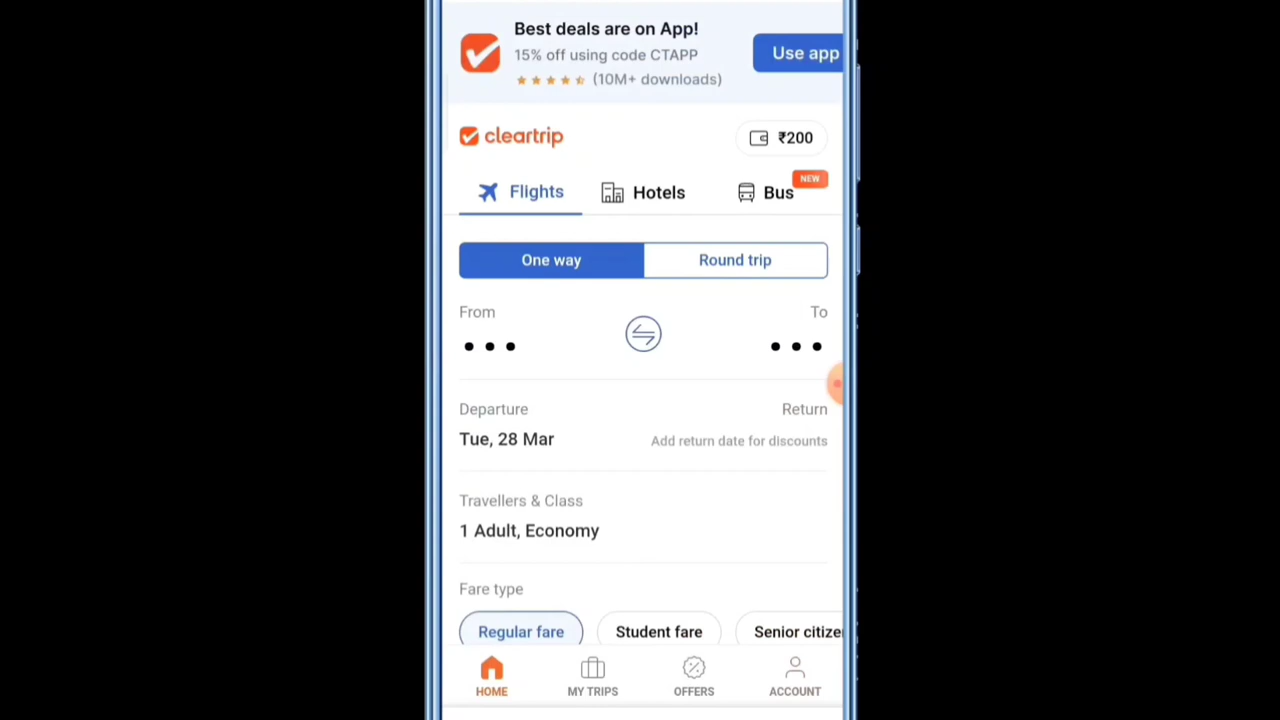 Best deals are on App!
15% off using code CTAPP
(10M+ downloads)
Use app
cleartrip
₹200
Flights
Hotels
Bus
NEW
One way
Round trip
From
To
Departure
Return
Tue, 28 Mar
Add return date for discounts
Travellers & Class
1 Adult, Economy
Fare type
Regular fare
Student fare
Senior citize
HOME
MY TRIPS
OFFERS
ACCOUNT